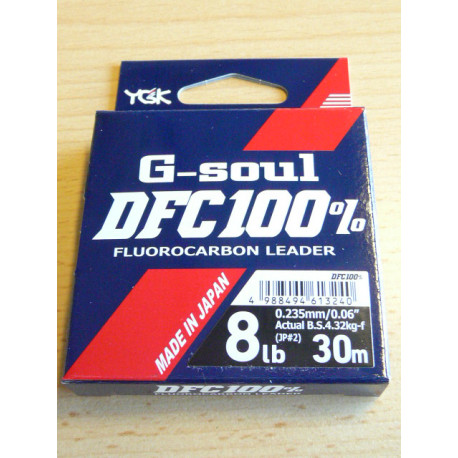 YGK
G-soul
DFC100%
FLUOROCARBON LEADER
MADE IN JAPAN
DFC100%
4 988494 613240
0.235mm/0.06"
Actual B.S.4.32kg-f
(JP#2)
8lb 30m
DFC100%
FLUOROCARBON LEADER